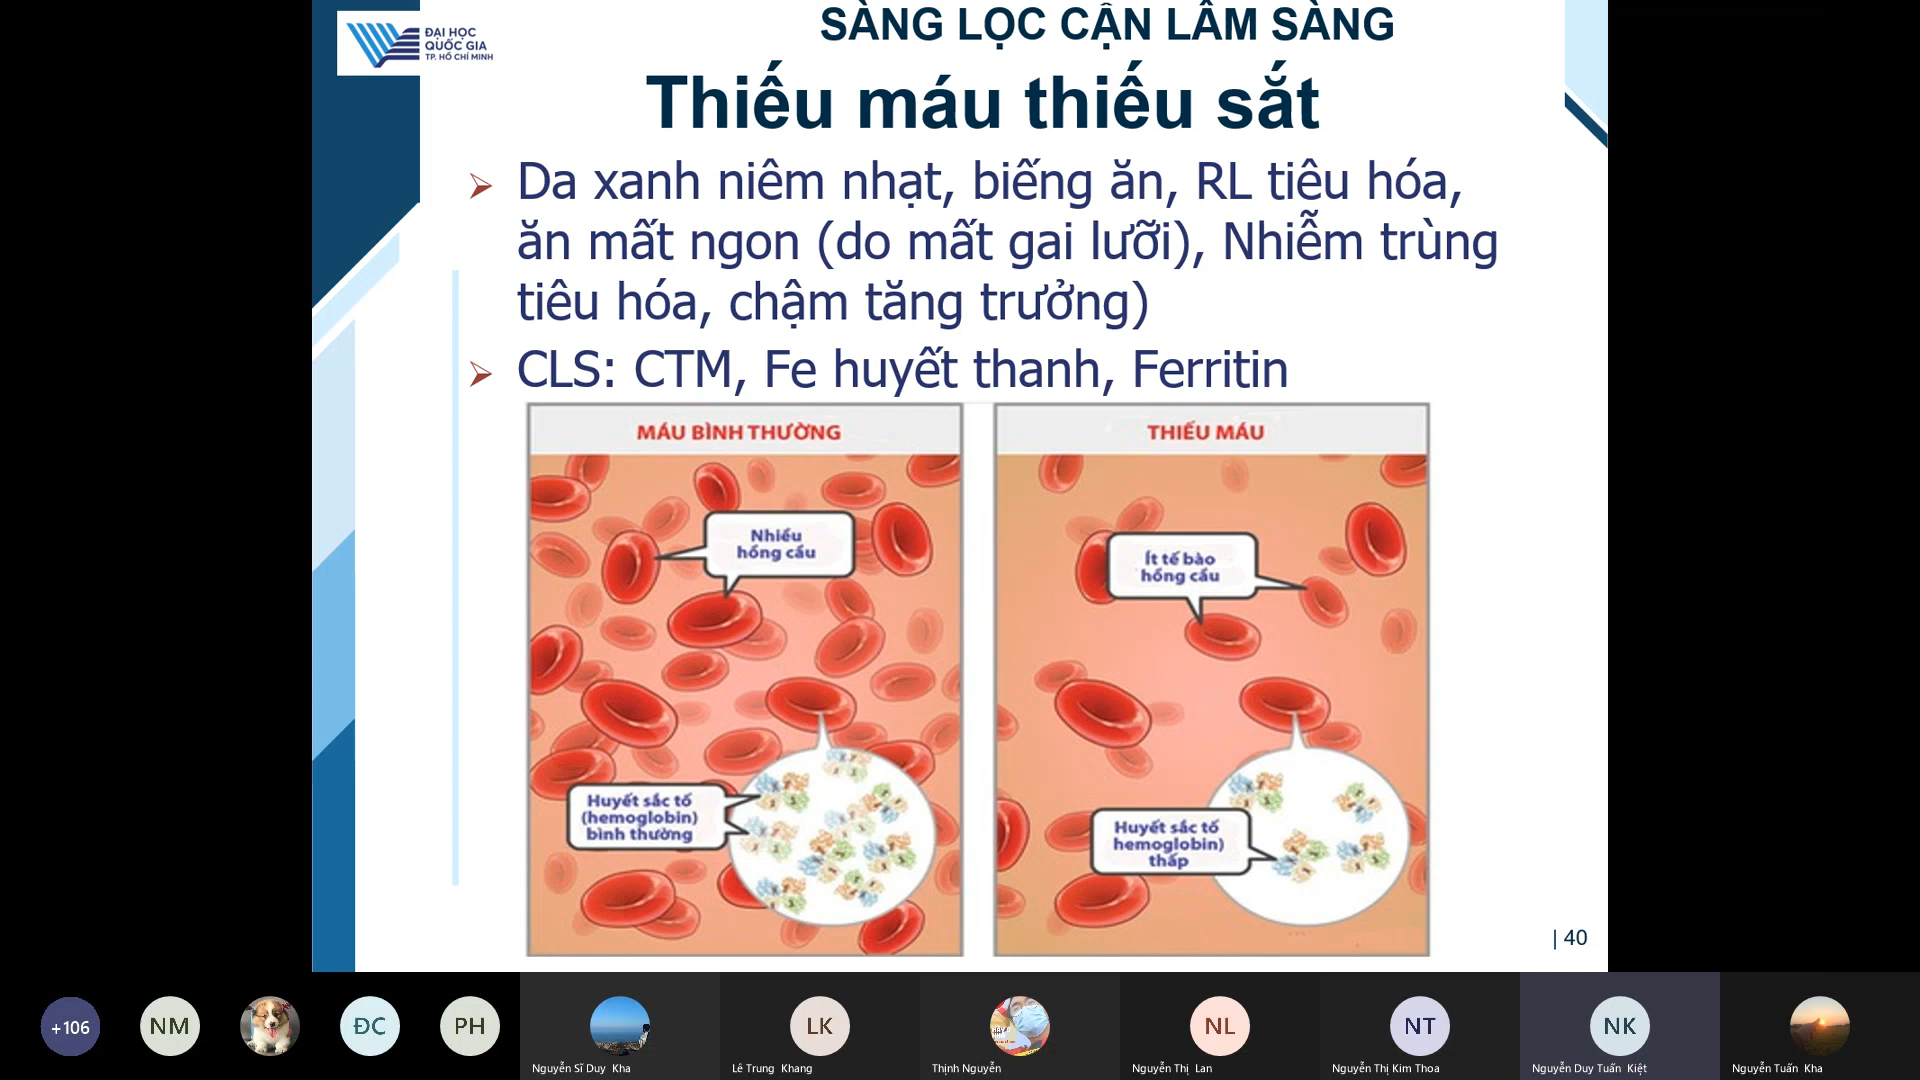 ĐẠI HỌC
QUỐC GIA
TP. HỒ CHÍ MINH
SÀNG LỌC CẬN LÂM SÀNG
Thiếu máu thiếu sắt
Da xanh niêm nhạt, biếng ăn, RL tiêu hóa,
ăn mất ngon (do mất gai lưỡi), Nhiễm trùng
tiêu hóa, chậm tăng trưởng)
CLS: CTM, Fe huyết thanh, Ferritin
MÁU BÌNH THƯỜNG
Nhiều
hồng cầu
Huyết sắc tố
(hemoglobin)
bình thường
THIẾU MÁU
Ít tế bào
hồng cầu
Huyết sắc tố
hemoglobin)
thấp
| 40
+106
NM
ĐC
PH
Nguyễn Sĩ Duy Kha
LK
Lê Trung Khang
Thịnh Nguyễn
NL
Nguyễn Thị Lan
NT
Nguyễn Thị Kim Thoa
NK
Nguyễn Duy Tuấn Kiệt
Nguyễn Tuấn Kha